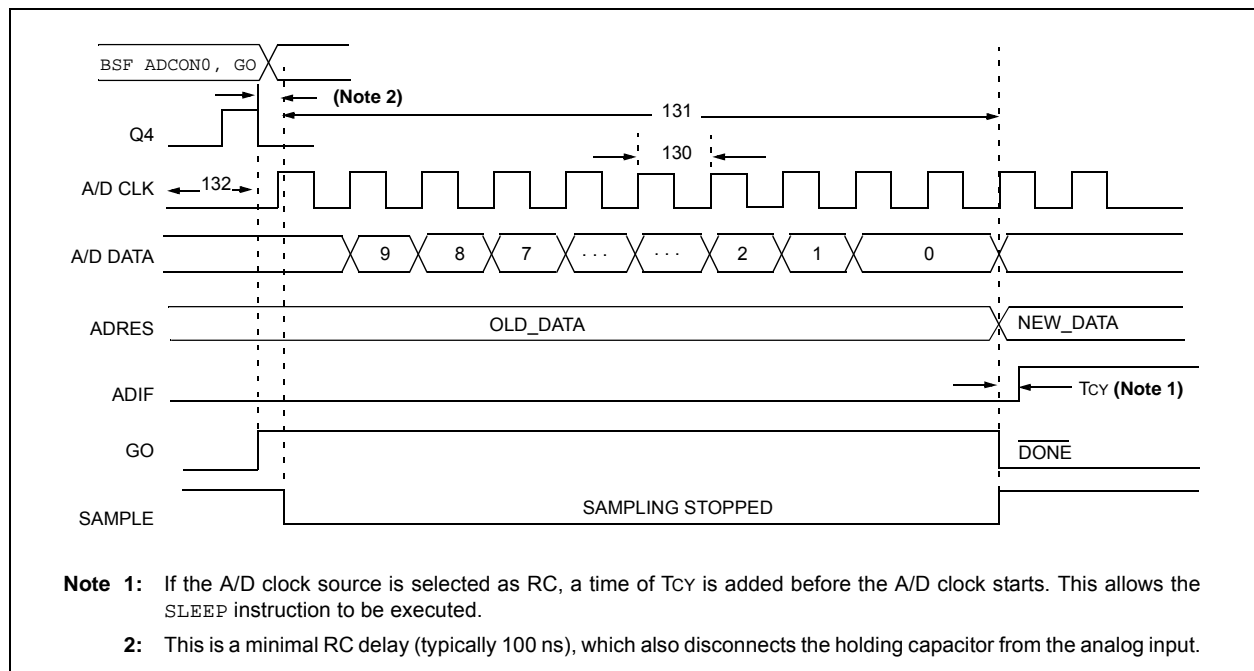 BSF ADCON0, GO
(Note 2)
131
Q4
130
A/D CLK
132
A/D DATA
9 8 7 . . . . . . 2 1 0
ADRES
OLD_DATA
NEW_DATA
ADIF
TCY (Note 1)
GO
DONE
SAMPLE
SAMPLING STOPPED
Note 1: If the A/D clock source is selected as RC, a time of TCY is added before the A/D clock starts. This allows the
SLEEP instruction to be executed.
2: This is a minimal RC delay (typically 100 ns), which also disconnects the holding capacitor from the analog input.